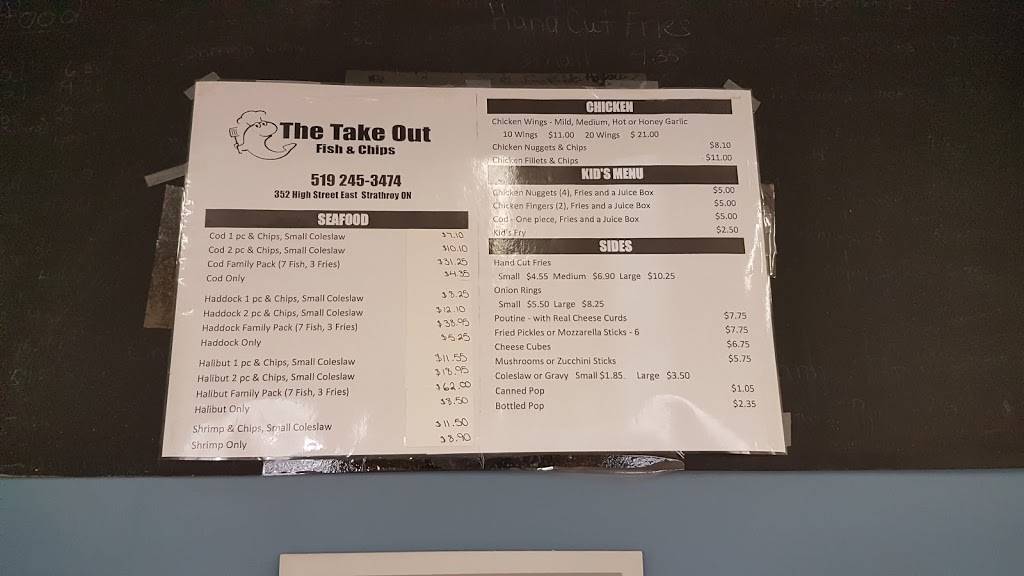 Hand Cut Fries
The Take Out
Fish & Chips
519 245-3474
352 High Street East Strathroy ON
SEAFOOD
Cod 1 pc & Chips, Small Coleslaw $7.10
Cod 2 pc & Chips, Small Coleslaw $10.10
Cod Family Pack (7 Fish, 3 Fries) $31.25
Cod Only $4.35
Haddock 1 pc & Chips, Small Coleslaw $8.25
Haddock 2 pc & Chips, Small Coleslaw $12.10
Haddock Family Pack (7 Fish, 3 Fries) $38.95
Haddock Only $5.25
Halibut 1 pc & Chips, Small Coleslaw $11.55
Halibut 2 pc & Chips, Small Coleslaw $18.95
Halibut Family Pack (7 Fish, 3 Fries) $62.00
Halibut Only $8.50
Shrimp & Chips, Small Coleslaw $11.50
Shrimp Only $8.90
CHICKEN
Chicken Wings - Mild, Medium, Hot or Honey Garlic
10 Wings $11.00 20 Wings $ 21.00
Chicken Nuggets & Chips $8.10
Chicken Fillets & Chips $11.00
KID'S MENU
Chicken Nuggets (4), Fries and a Juice Box $5.00
Chicken Fingers (2), Fries and a Juice Box $5.00
Cod - One piece, Fries and a Juice Box $5.00
Kid's Fry $2.50
SIDES
Hand Cut Fries
Small $4.55 Medium $6.90 Large $10.25
Onion Rings
Small $5.50 Large $8.25
Poutine - with Real Cheese Curds $7.75
Fried Pickles or Mozzarella Sticks - 6 $7.75
Cheese Cubes $6.75
Mushrooms or Zucchini Sticks $5.75
Coleslaw or Gravy Small $1.85. Large $3.50
Canned Pop $1.05
Bottled Pop $2.35